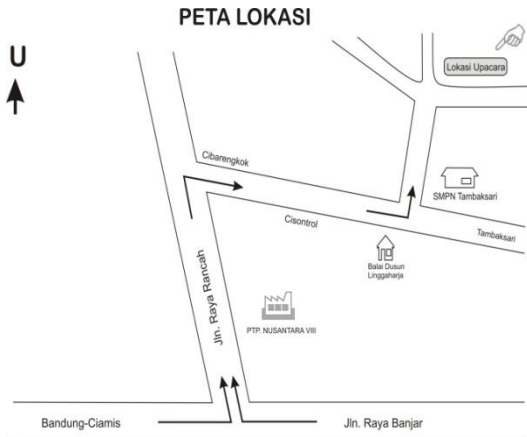 PETA LOKASI
U
Lokasi Upacara
Cibarengkok
SMPN Tambaksari
Cisontrol
Tambaksari
Balai Dusun
Linggaharja
Jln. Raya Rancah
PTP. NUSANTARA VIII
Bandung-Ciamis
Jln. Raya Banjar